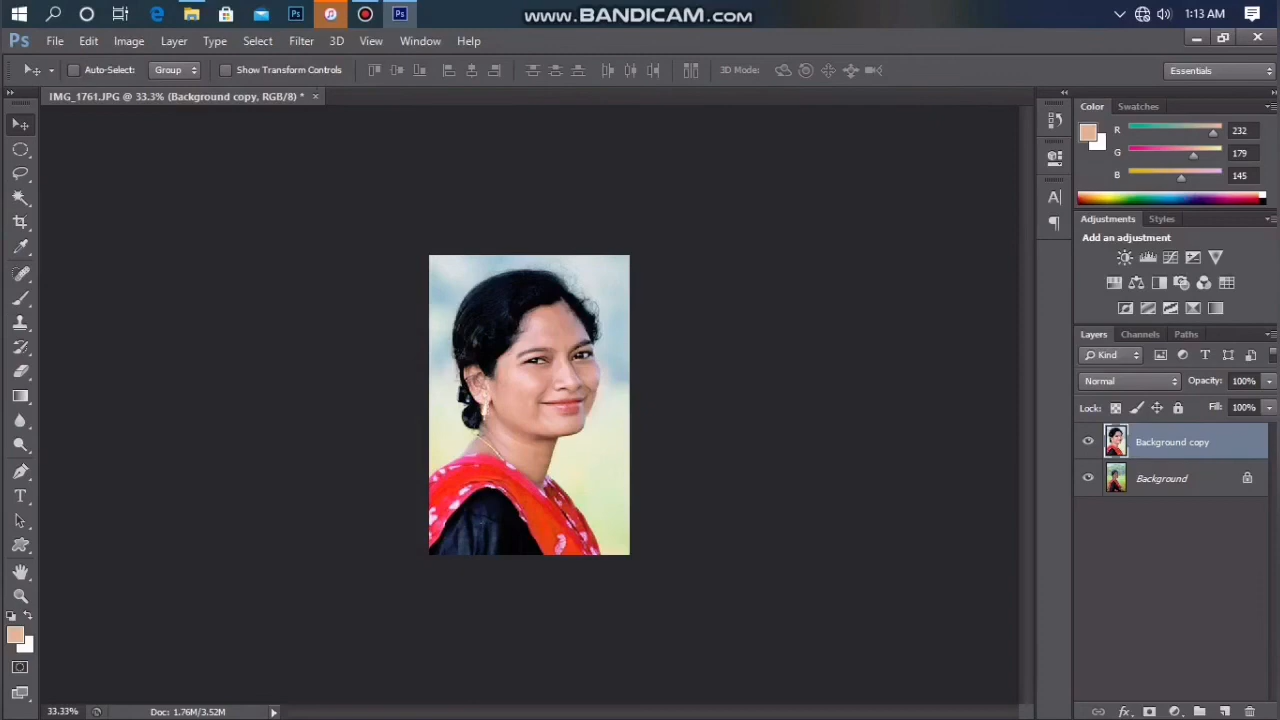 www.BANDICAM.com
1:13 AM
Ps
File Edit Image Layer Type Select Filter 3D View Window Help
Auto-Select: Group Show Transform Controls 3D Mode: Essentials
IMG_1761.JPG @ 33.3% (Background copy, RGB/8) *
Color Swatches
R 232
G 179
B 145
Adjustments Styles
Add an adjustment
Layers Channels Paths
Kind
Normal Opacity: 100%
Lock: Fill: 100%
Background copy
Background
33.33% Doc: 1.76M/3.52M